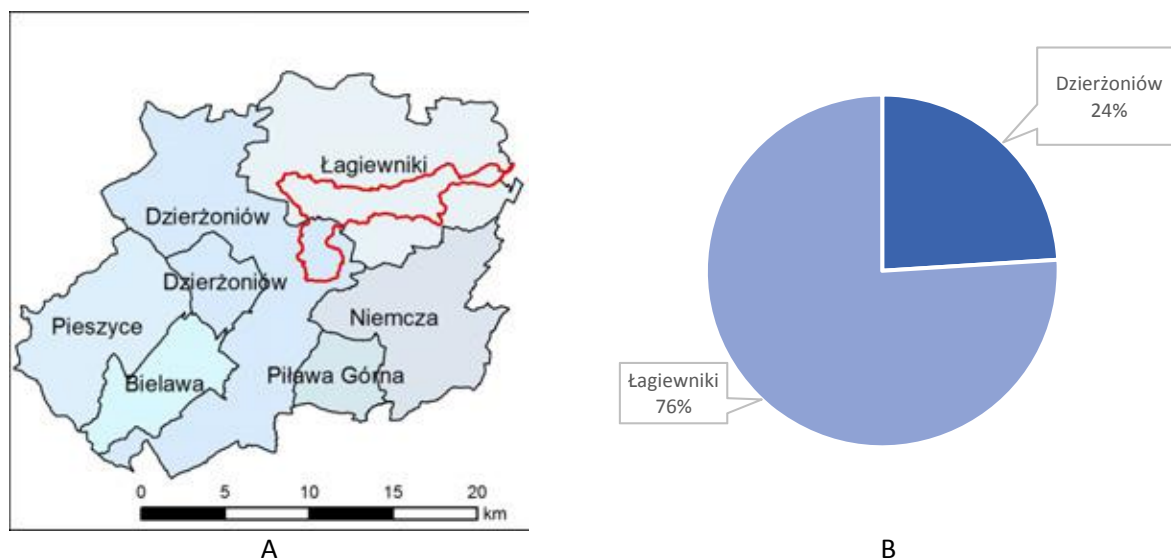 Łagiewniki
Dzierżoniów
Dzierżoniów
Pieszyce
Niemcza
Bielawa
Piława Górna
0 5 10 15 20
km
A
Dzierżoniów
24%
Łagiewniki
76%
B